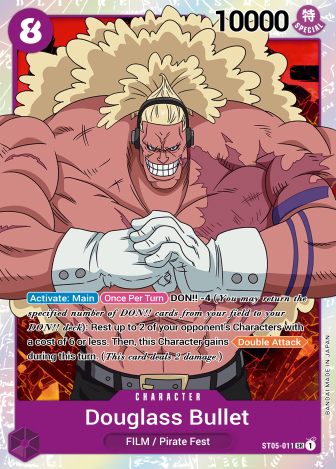 8
10000
特
SPECIAL
Activate: Main Once Per Turn DON!! -4 (You may return the
specified number of DON!! cards from your field to your
DON!! deck): Rest up to 2 of your opponent's Characters with
a cost of 6 or less. Then, this Character gains Double Attack
during this turn. (This card deals 2 damage.)
BANDAI MADE IN JAPAN
CHARACTER
Douglass Bullet
FILM / Pirate Fest
ST05-011 SR 1